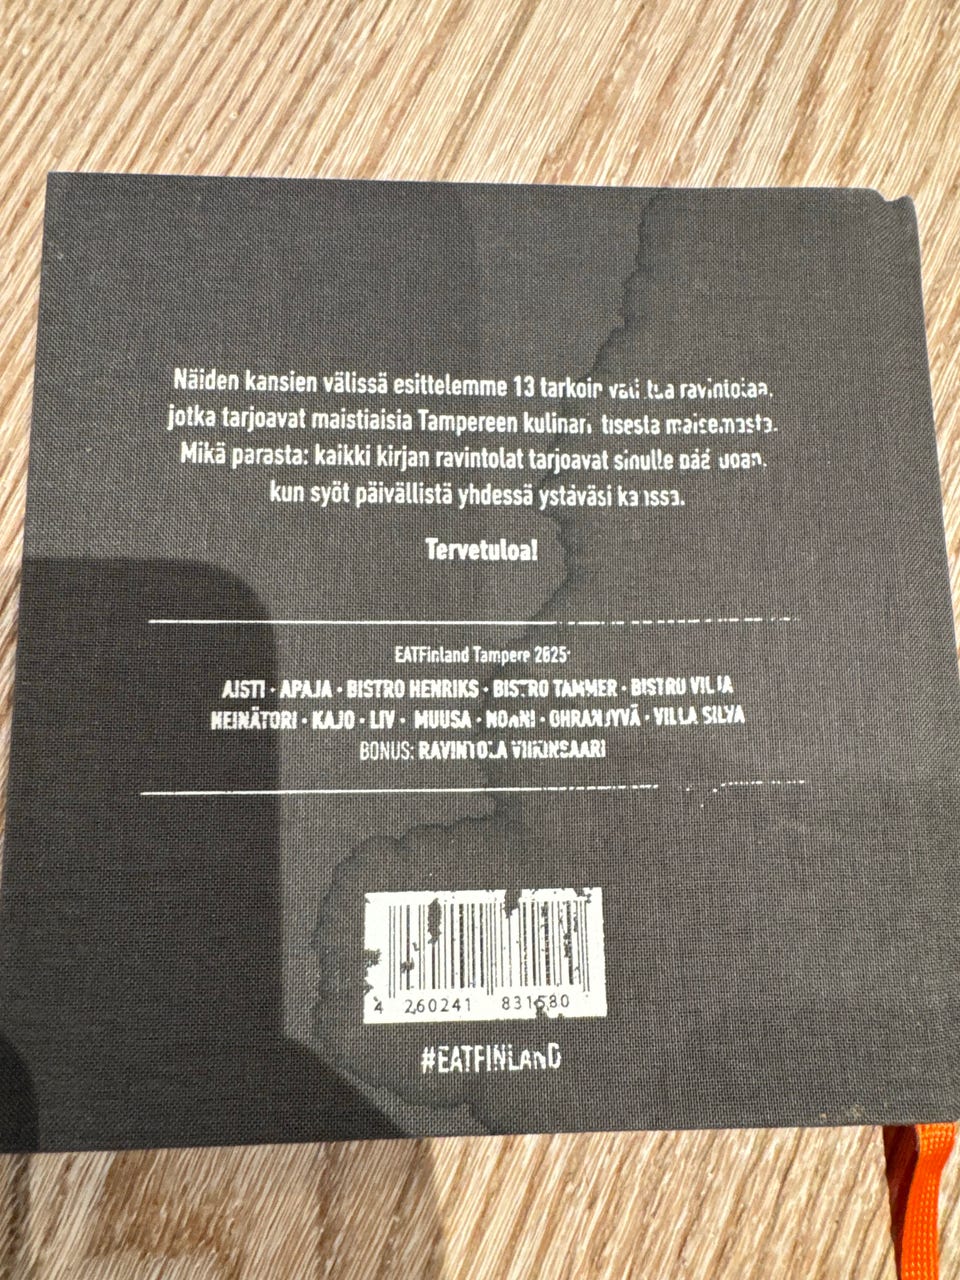 Näiden kansien välissä esittelemme 13 tarkoin valittua ravintolaa,
jotka tarjoavat maistiaisia Tampereen kulinaristisesta maisemasta.
Mikä parasta: kaikki kirjan ravintolat tarjoavat sinulle pääruoan,
kun syöt päivällistä yhdessä ystäväsi kanssa.
Tervetuloa!
EATFinland Tampere 2025:
AISTI · APAJA · BISTRO HENRIKS · BISTRO TAMMER · BISTRO VILJA
HEINÄTORI · KAJO · LIV · MUUSA · OHRANJYVÄ · VILLA SILVA
BONUS: RAVINTOLA VIIKINSAARI
4 260241 831580
#EATFINLAND